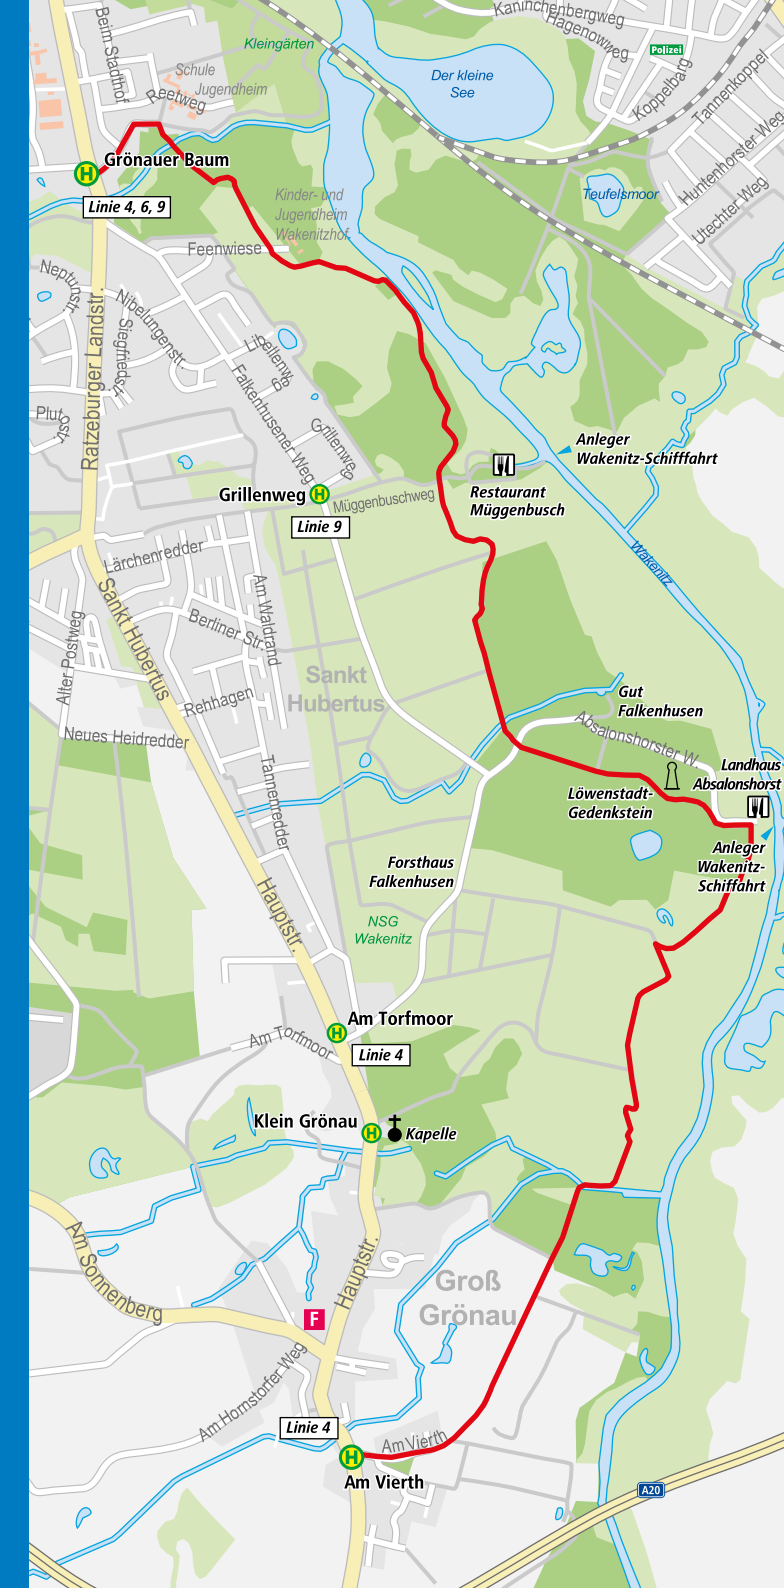 Kaninchenbergweg
Hagenowweg
Beim Stadthof
Kleingärten
Polizei
Schule
Jugendheim
Reetweg
Der kleine
See
Koppelbarg
Tannenkoppel
H
Grönauer Baum
Linie 4, 6, 9
Kinder- und
Jugendheim
Wakenitzhof
Teufelsmoor
Huntenhorster Weg
Utechter Weg
Feenwiese
Neptunstr.
Nibelungenstr.
Siegfriedstr.
Ratzeburger Landstr.
Libellenweg
Falkenhusener Weg
Grillenweg
Plutostr.
Anleger
Wakenitz-Schifffahrt
Restaurant
Müggenbusch
Grillenweg
H
Linie 9
Müggenbuschweg
Wakenitz
Lärchenredder
Sankt Hubertus
Am Waldrand
Berliner Str.
Alter Postweg
Rehhagen
Sankt
Hubertus
Neues Heidredder
Tannenredder
Gut
Falkenhusen
Absalonshorster W.
Landhaus
Absalonshorst
Löwenstadt-
Gedenkstein
Anleger
Wakenitz-
Schiffahrt
Forsthaus
Falkenhusen
Hauptstr.
NSG
Wakenitz
H
Am Torfmoor
Linie 4
Am Torfmoor
Klein Grönau
H
Kapelle
Am Sonnenberg
Hauptstr.
Groß
Grönau
F
Am Hornstorfer Weg
Linie 4
H
Am Vierth
Am Vierth
A20